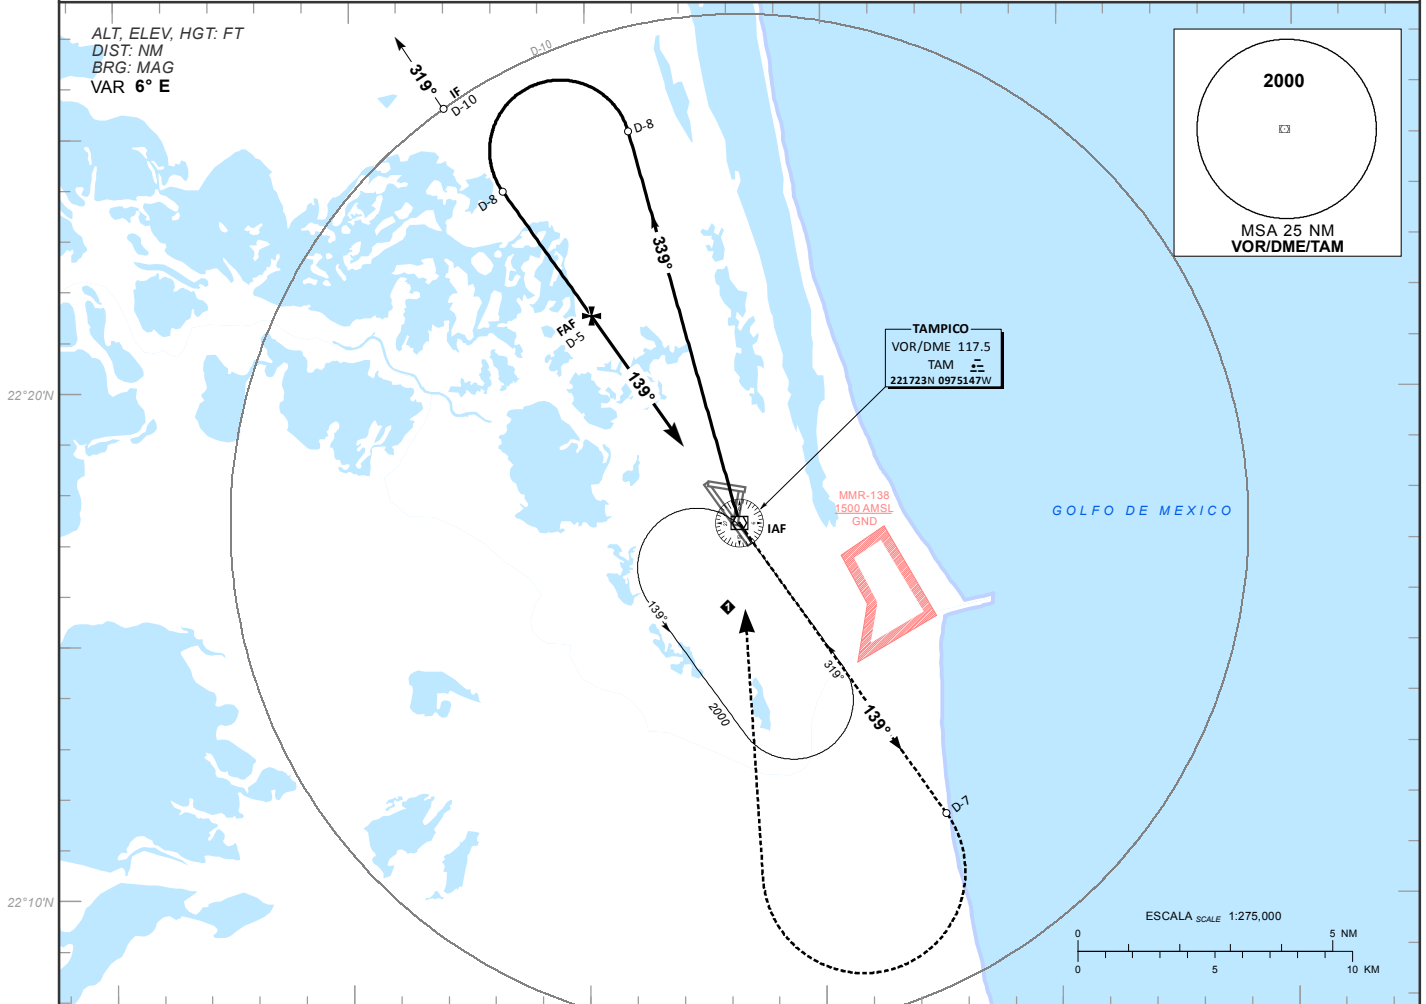 ALT, ELEV, HGT: FT
DIST: NM
BRG: MAG
VAR 6° E
319°
IF
D-10
D-10
D-8
D-8
339°
FAF
D-5
139°
2000
MSA 25 NM
VOR/DME/TAM
TAMPICO
VOR/DME 117.5
TAM
221723N 0975147W
22°20'N
MMR-138
1500 AMSL
GND
IAF
GOLFO DE MEXICO
1
139°
319°
2000
139°
D-7
22°10'N
ESCALA SCALE 1:275,000
0 5 NM
0 5 10 KM